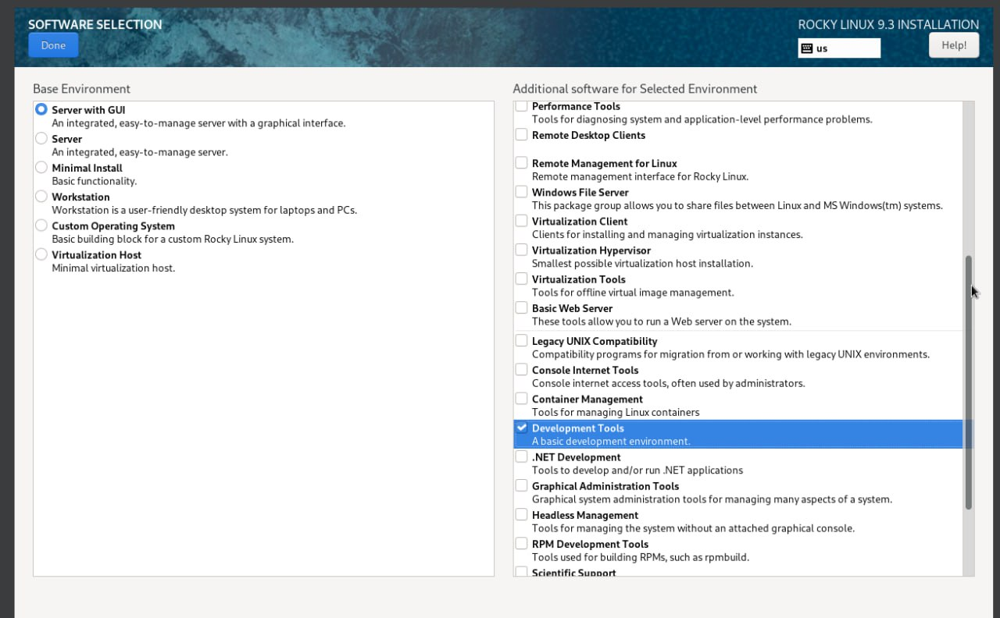 SOFTWARE SELECTION
Done
ROCKY LINUX 9.3 INSTALLATION
us
Help!
Base Environment
Server with GUI
An integrated, easy-to-manage server with a graphical interface.
Server
An integrated, easy-to-manage server.
Minimal Install
Basic functionality.
Workstation
Workstation is a user-friendly desktop system for laptops and PCs.
Custom Operating System
Basic building block for a custom Rocky Linux system.
Virtualization Host
Minimal virtualization host.
Additional software for Selected Environment
Performance Tools
Tools for diagnosing system and application-level performance problems.
Remote Desktop Clients
Remote Management for Linux
Remote management interface for Rocky Linux.
Windows File Server
This package group allows you to share files between Linux and MS Windows(tm) systems.
Virtualization Client
Clients for installing and managing virtualization instances.
Virtualization Hypervisor
Smallest possible virtualization host installation.
Virtualization Tools
Tools for offline virtual image management.
Basic Web Server
These tools allow you to run a Web server on the system.
Legacy UNIX Compatibility
Compatibility programs for migration from or working with legacy UNIX environments.
Console Internet Tools
Console internet access tools, often used by administrators.
Container Management
Tools for managing Linux containers
Development Tools
A basic development environment.
.NET Development
Tools to develop and/or run .NET applications
Graphical Administration Tools
Graphical system administration tools for managing many aspects of a system.
Headless Management
Tools for managing the system without an attached graphical console.
RPM Development Tools
Tools used for building RPMs, such as rpmbuild.
Scientific Support